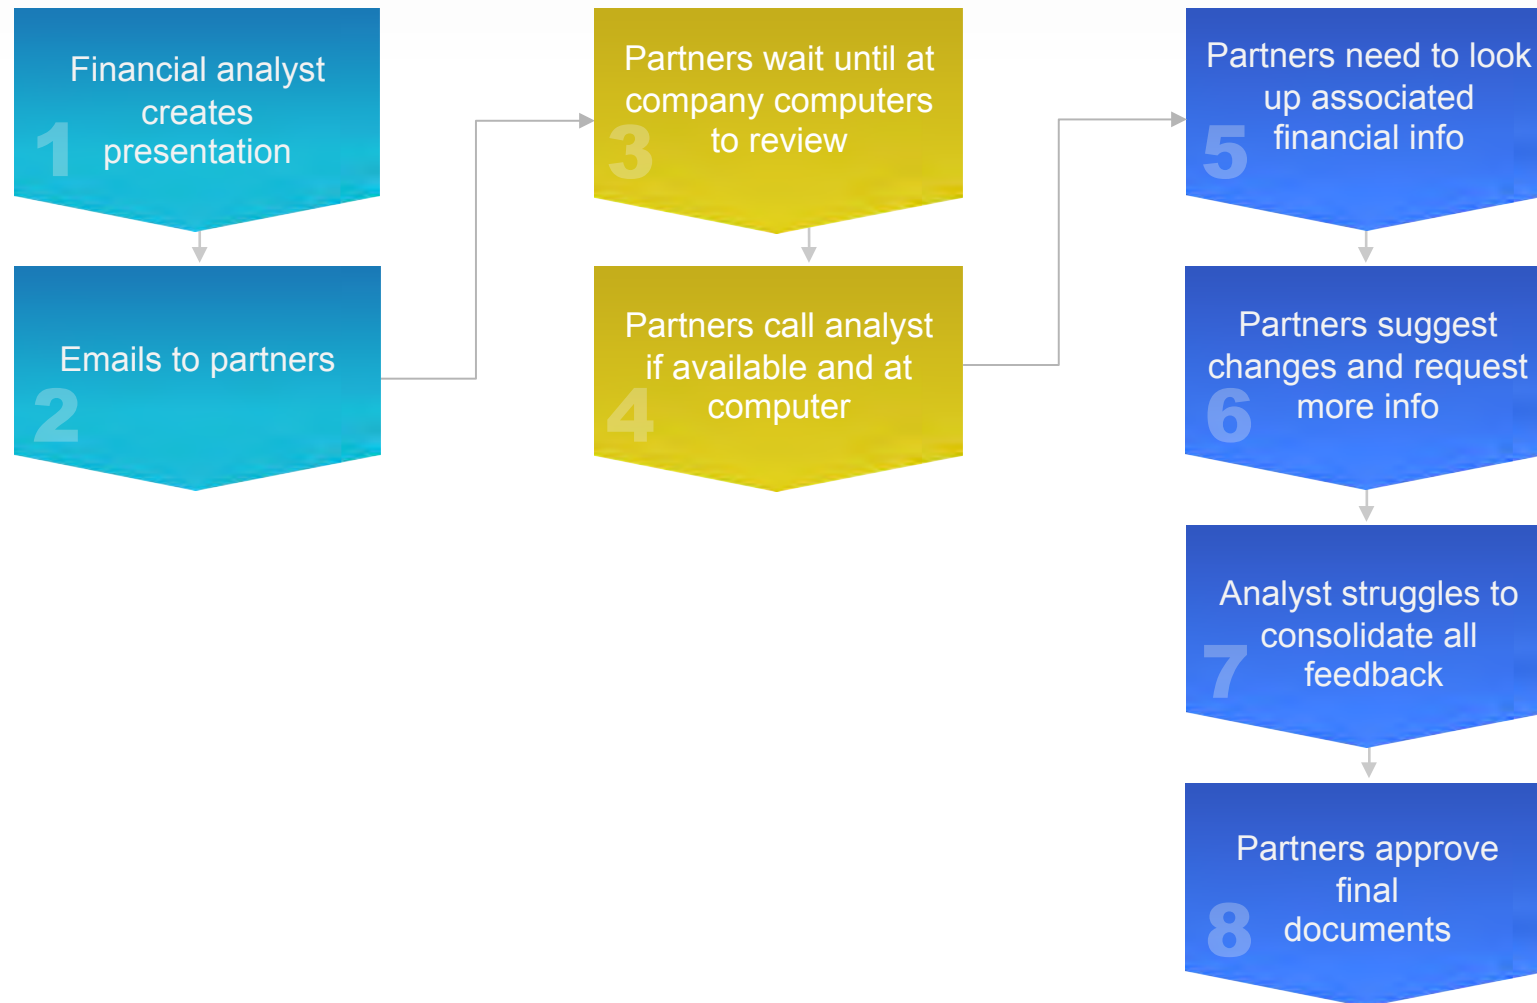 Financial analyst
creates
presentation
1
Emails to partners
2
Partners wait until at
company computers
to review
3
Partners call analyst
if available and at
computer
4
Partners need to look
up associated
financial info
5
Partners suggest
changes and request
more info
6
Analyst struggles to
consolidate all
feedback
7
Partners approve
final
documents
8